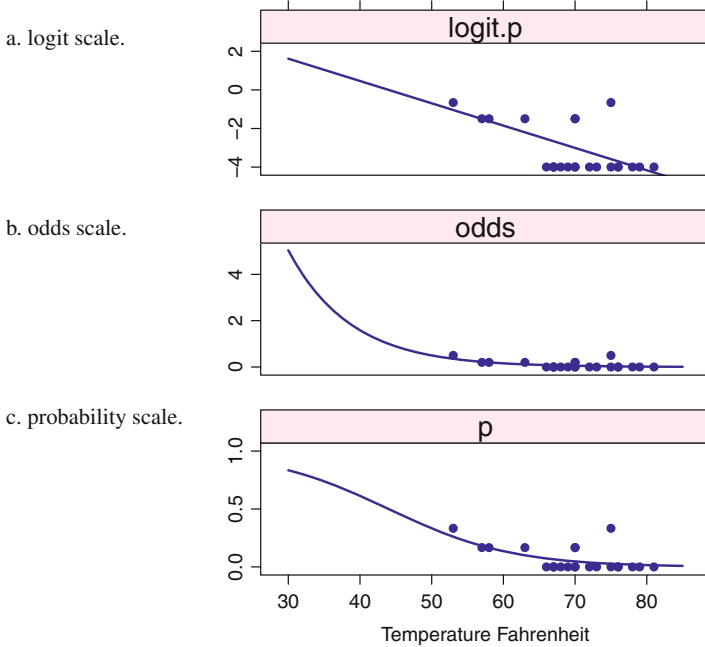 a. logit scale.
logit.p
2
0
−2
−4
b. odds scale.
odds
4
2
0
c. probability scale.
p
1.0
0.5
0.0
30 40 50 60 70 80
Temperature Fahrenheit